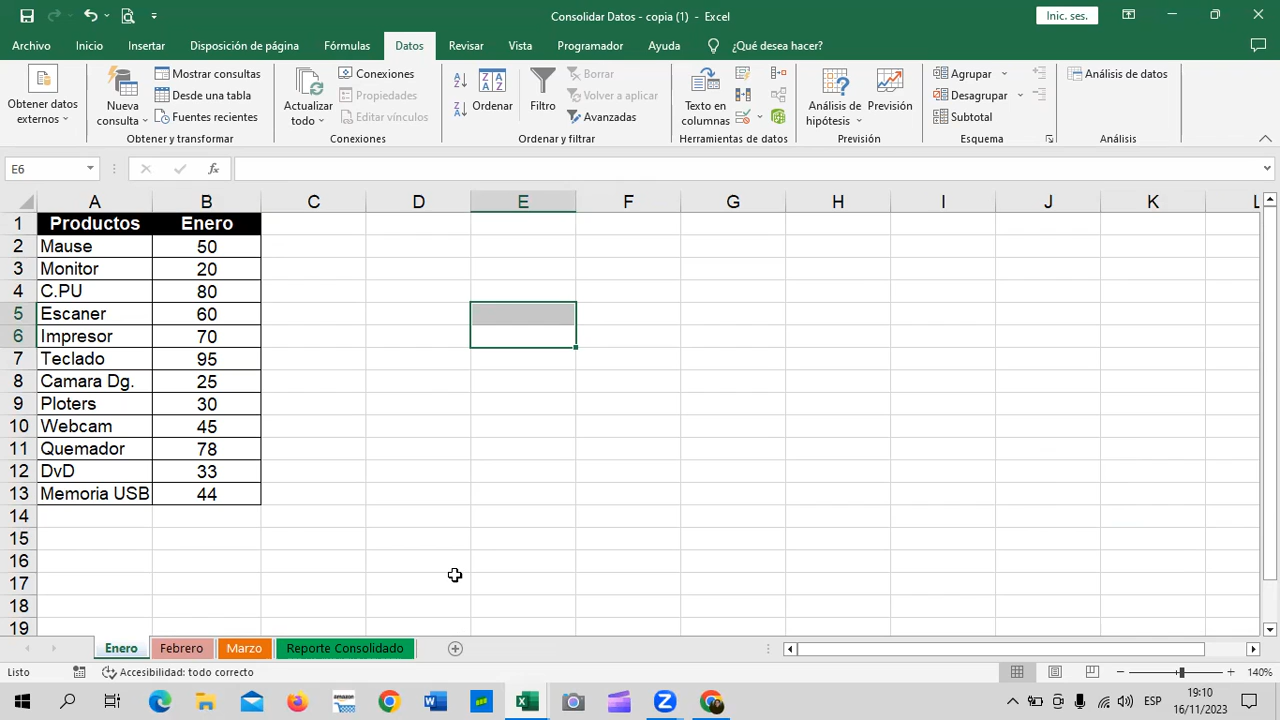 Consolidar Datos - copia (1) - Excel
Inic. ses.
Archivo Inicio Insertar Disposición de página Fórmulas Datos Revisar Vista Programador Ayuda ¿Qué desea hacer?
Obtener datos externos
Nueva consulta
Mostrar consultas
Desde una tabla
Fuentes recientes
Obtener y transformar
Actualizar todo
Conexiones
Propiedades
Editar vínculos
Conexiones
Ordenar
Filtro
Borrar
Volver a aplicar
Avanzadas
Ordenar y filtrar
Texto en columnas
Herramientas de datos
Análisis de hipótesis
Previsión
Previsión
Agrupar
Desagrupar
Subtotal
Esquema
Análisis de datos
Análisis
E6
fx
A B C D E F G H I J K L
1 Productos Enero
2 Mause 50
3 Monitor 20
4 C.PU 80
5 Escaner 60
6 Impresor 70
7 Teclado 95
8 Camara Dg. 25
9 Ploters 30
10 Webcam 45
11 Quemador 78
12 DvD 33
13 Memoria USB 44
14
15
16
17
18
19
Enero Febrero Marzo Reporte Consolidado
Listo Accesibilidad: todo correcto 140%
ESP
19:10
16/11/2023